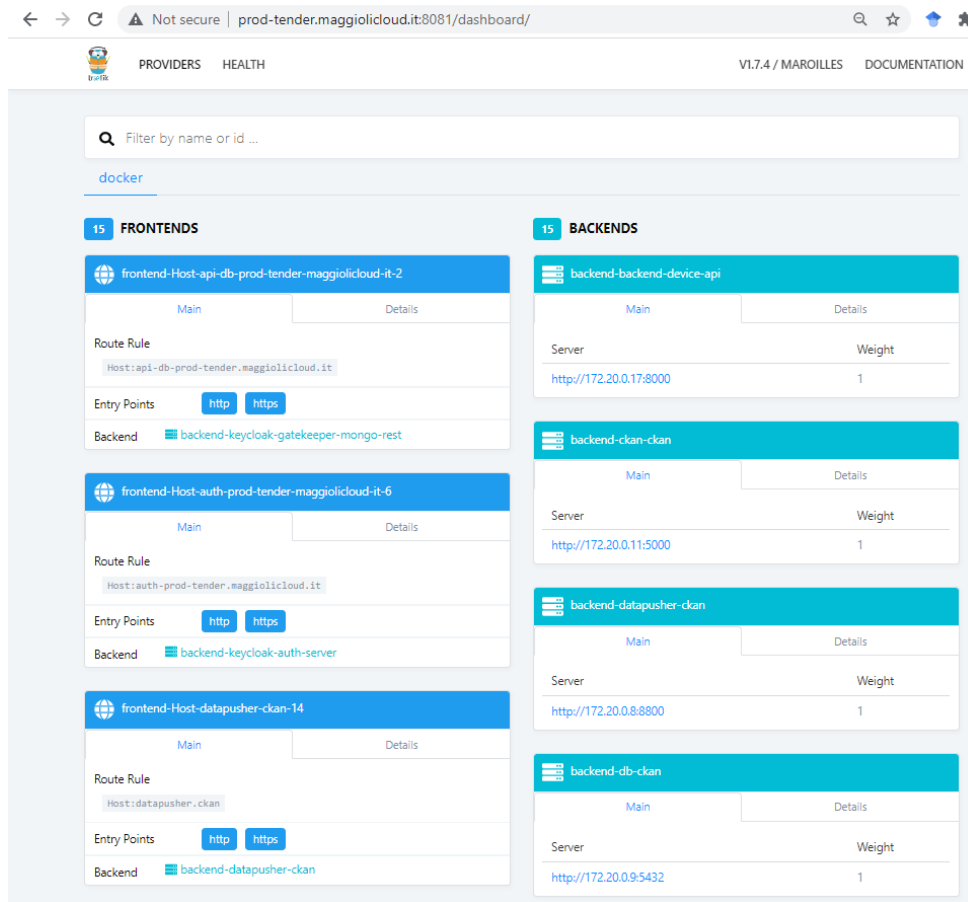 Not secure | prod-tender.maggiolicloud.it:8081/dashboard/
træfik
PROVIDERS HEALTH V1.7.4 / MAROILLES DOCUMENTATION
Filter by name or id ...
docker
15 FRONTENDS
frontend-Host-api-db-prod-tender-maggiolicloud-it-2
Main Details
Route Rule
Host:api-db-prod-tender.maggiolicloud.it
Entry Points http https
Backend backend-keycloak-gatekeeper-mongo-rest
frontend-Host-auth-prod-tender-maggiolicloud-it-6
Main Details
Route Rule
Host:auth-prod-tender.maggiolicloud.it
Entry Points http https
Backend backend-keycloak-auth-server
frontend-Host-datapusher-ckan-14
Main Details
Route Rule
Host:datapusher.ckan
Entry Points http https
Backend backend-datapusher-ckan
15 BACKENDS
backend-backend-device-api
Main Details
Server Weight
http://172.20.0.17:8000 1
backend-ckan-ckan
Main Details
Server Weight
http://172.20.0.11:5000 1
backend-datapusher-ckan
Main Details
Server Weight
http://172.20.0.8:8800 1
backend-db-ckan
Main Details
Server Weight
http://172.20.0.9:5432 1